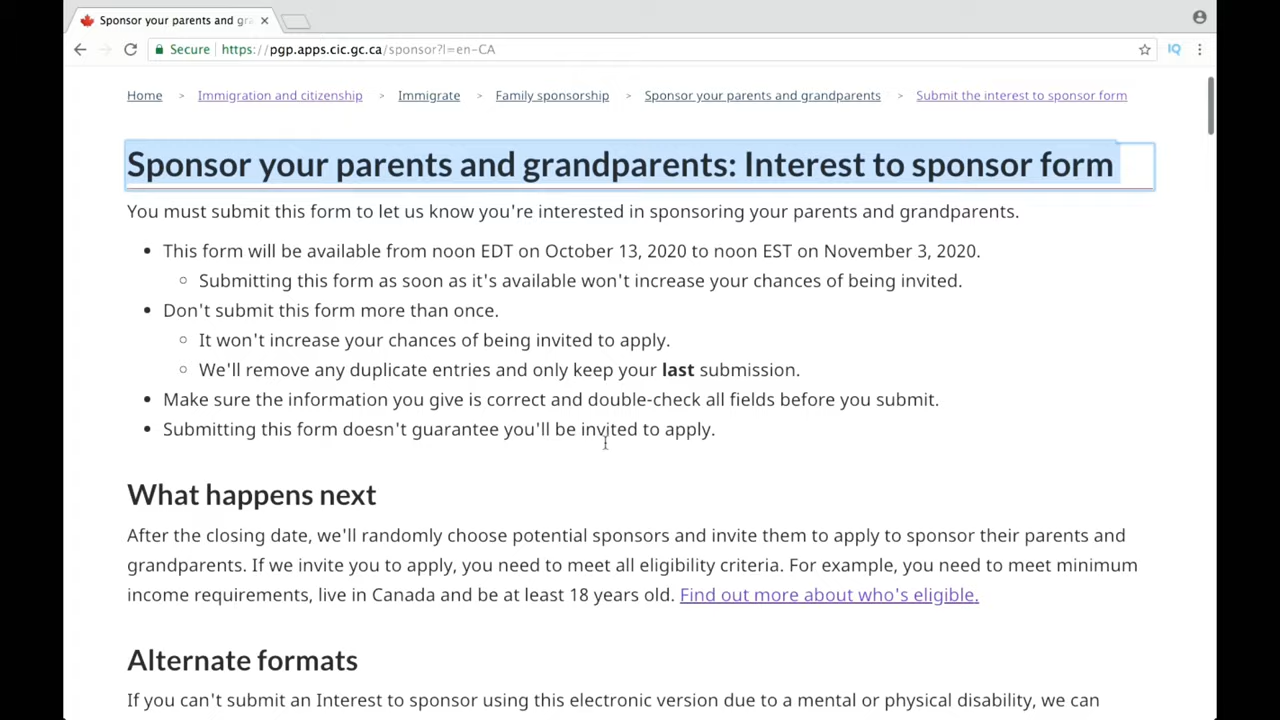 Sponsor your parents and gra
Secure https://pgp.apps.cic.gc.ca/sponsor?l=en-CA
IQ
Home > Immigration and citizenship > Immigrate > Family sponsorship > Sponsor your parents and grandparents > Submit the interest to sponsor form
Sponsor your parents and grandparents: Interest to sponsor form
You must submit this form to let us know you're interested in sponsoring your parents and grandparents.
• This form will be available from noon EDT on October 13, 2020 to noon EST on November 3, 2020.
○ Submitting this form as soon as it's available won't increase your chances of being invited.
• Don't submit this form more than once.
○ It won't increase your chances of being invited to apply.
○ We'll remove any duplicate entries and only keep your last submission.
• Make sure the information you give is correct and double-check all fields before you submit.
• Submitting this form doesn't guarantee you'll be invited to apply.
What happens next
After the closing date, we'll randomly choose potential sponsors and invite them to apply to sponsor their parents and
grandparents. If we invite you to apply, you need to meet all eligibility criteria. For example, you need to meet minimum
income requirements, live in Canada and be at least 18 years old. Find out more about who's eligible.
Alternate formats
If you can't submit an Interest to sponsor using this electronic version due to a mental or physical disability, we can